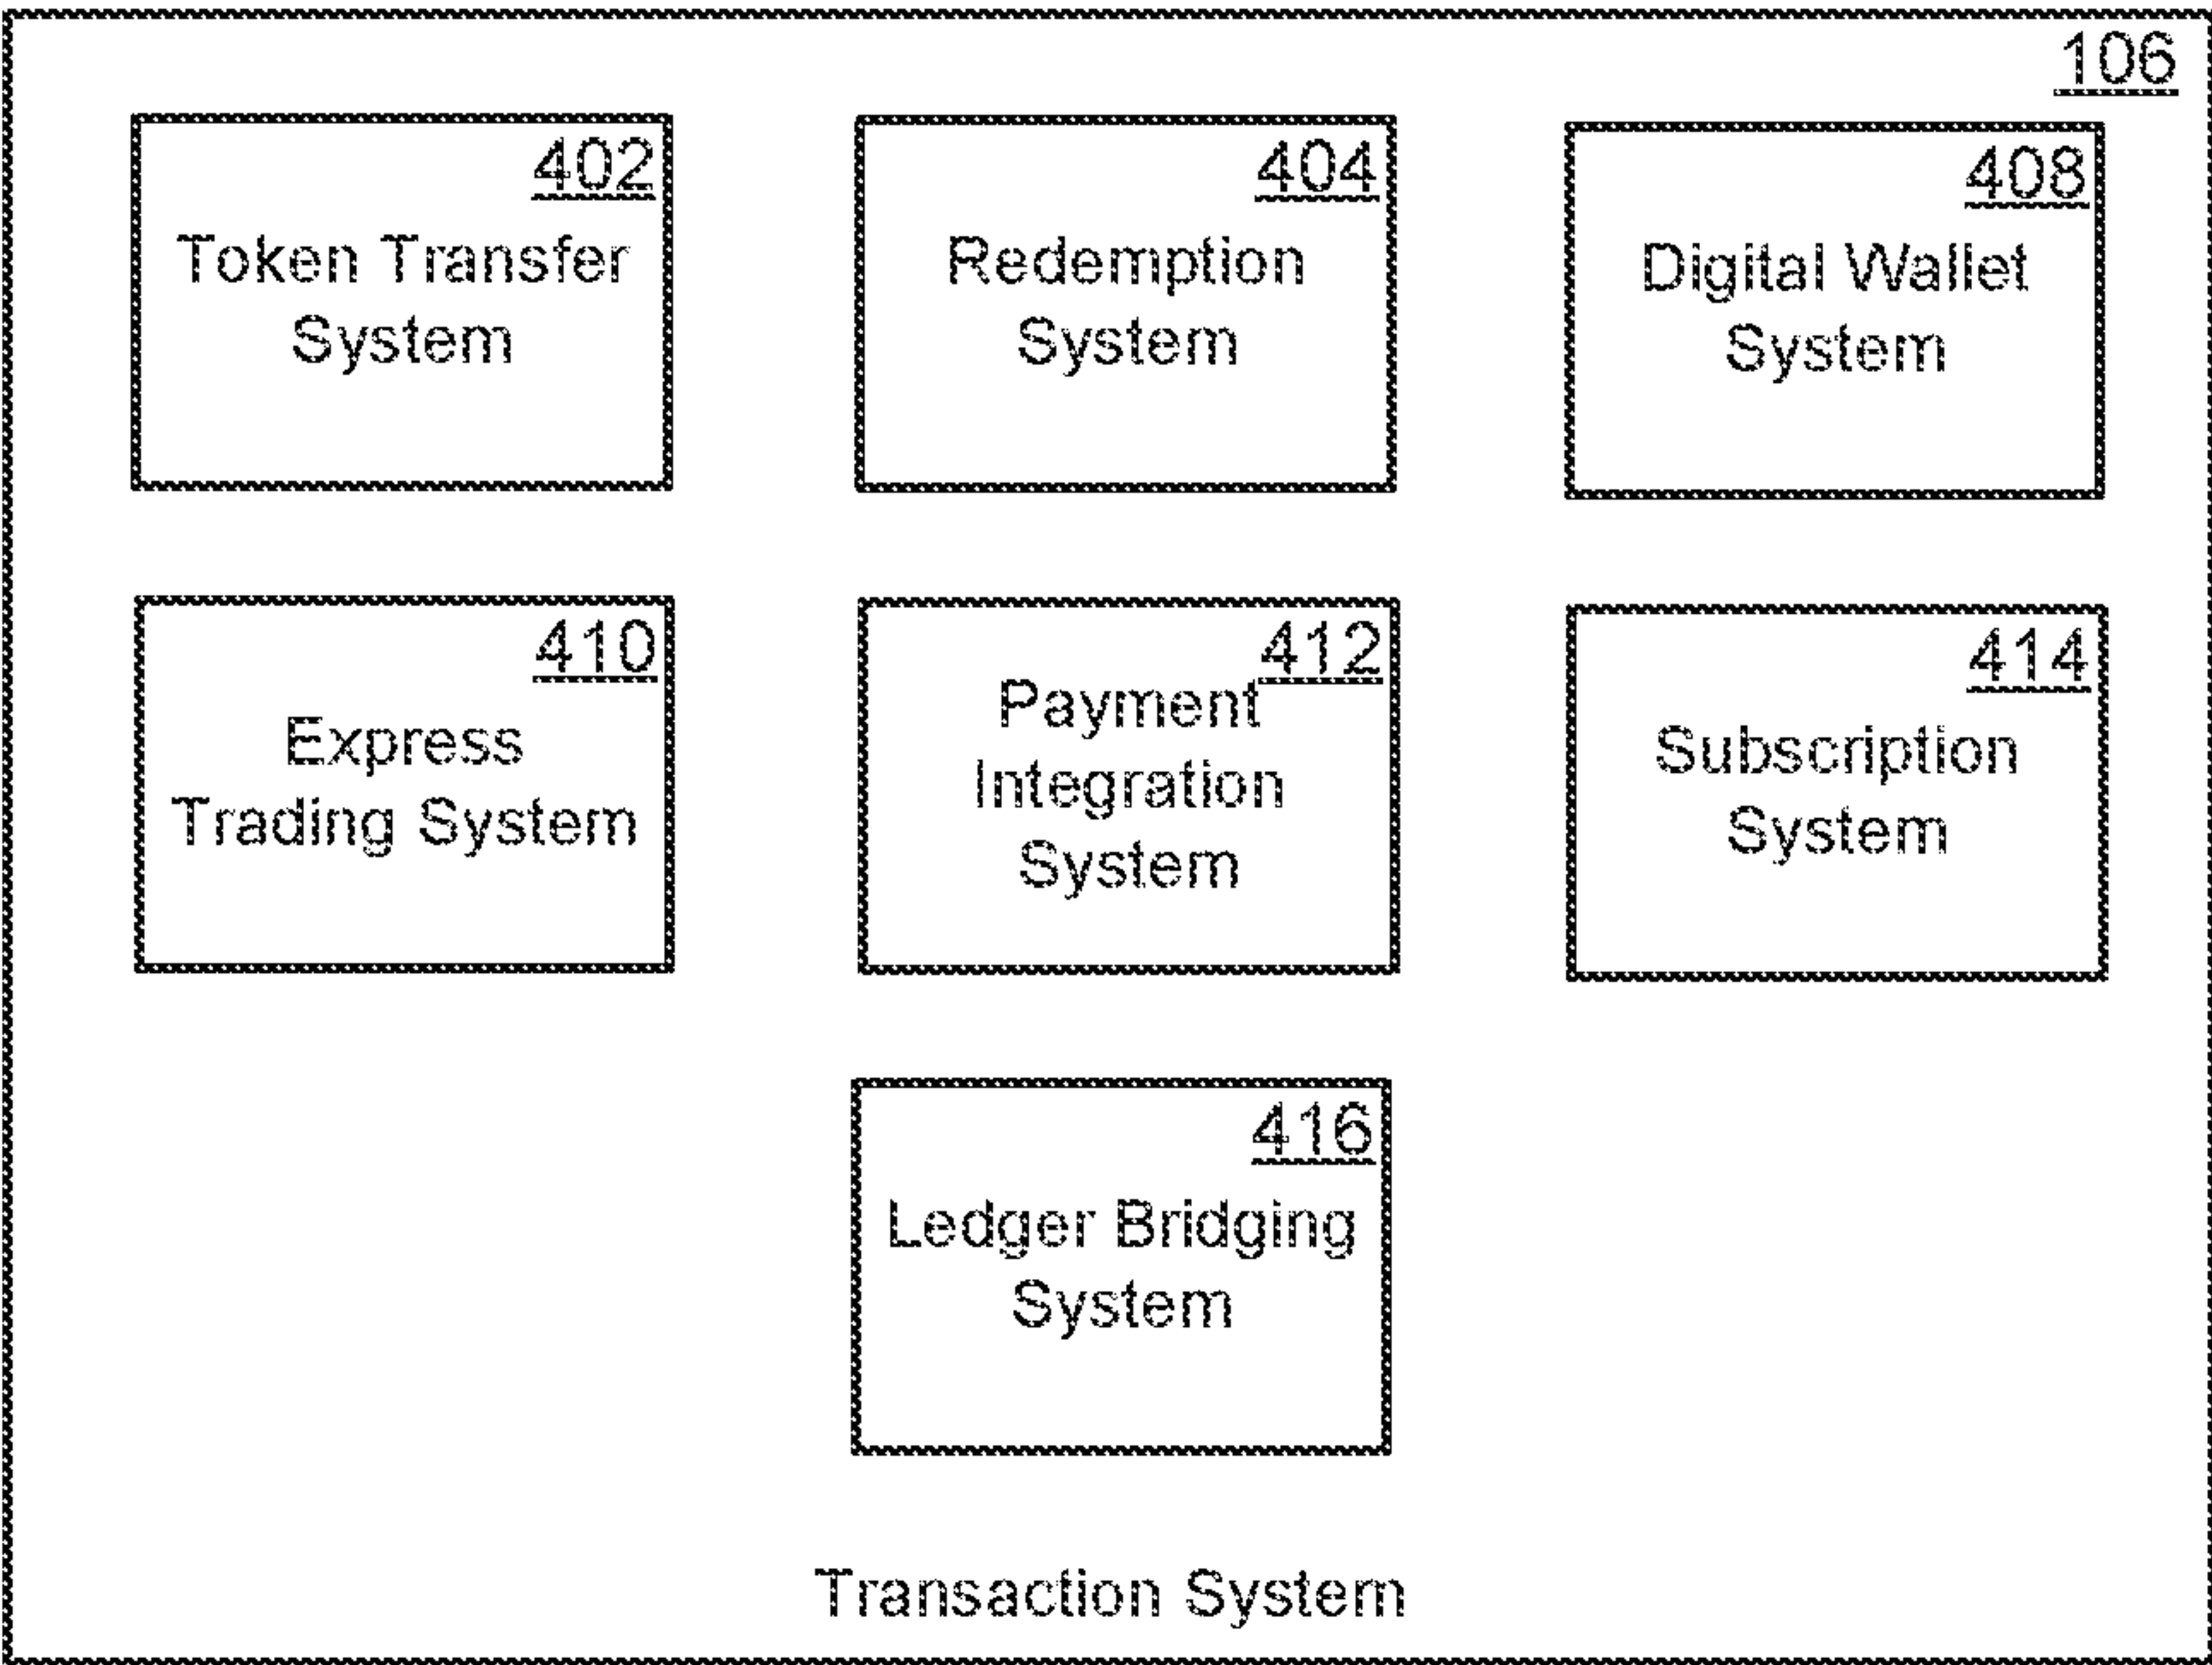 106
402
Token Transfer
System
404
Redemption
System
408
Digital Wallet
System
410
Express
Trading System
412
Payment
Integration
System
414
Subscription
System
416
Ledger Bridging
System
Transaction System